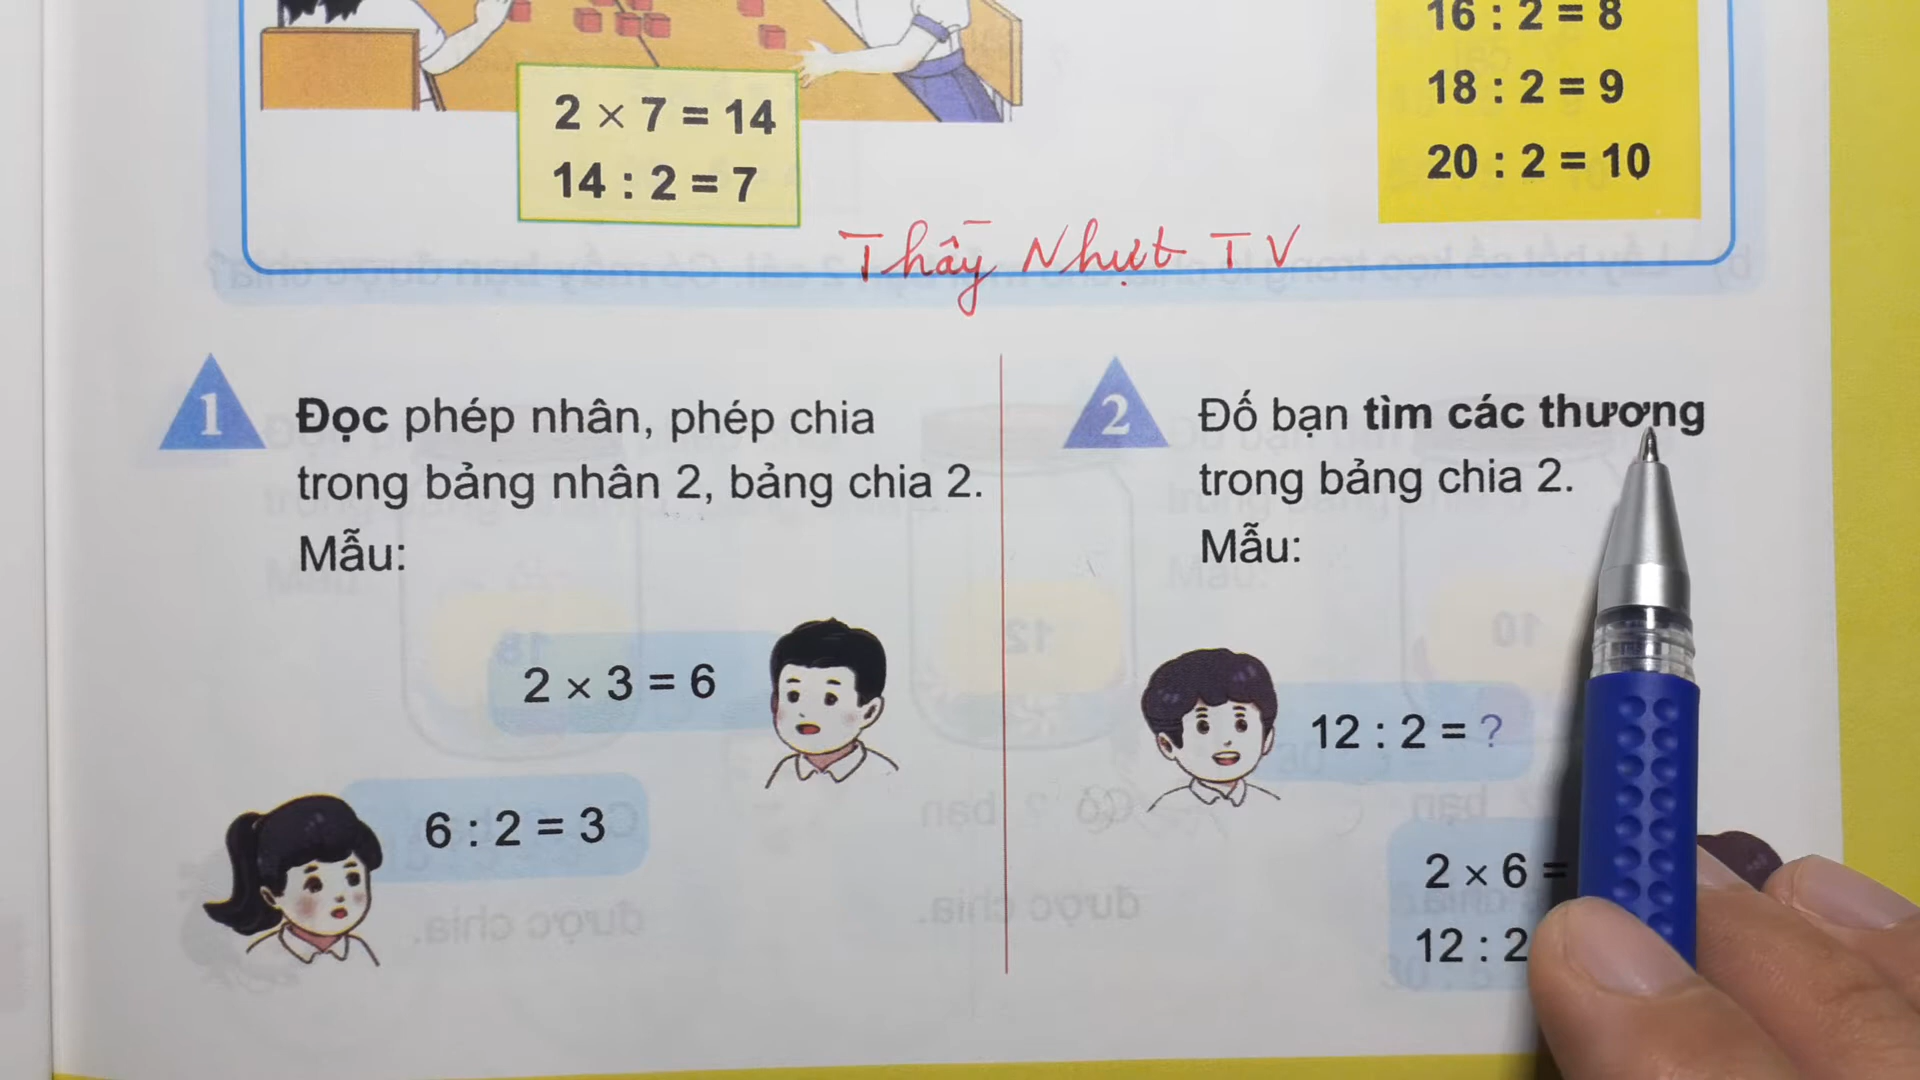 16 : 2 = 8
18 : 2 = 9
20 : 2 = 10
2 × 7 = 14
14 : 2 = 7
Thầy Nhựt TV
1
Đọc phép nhân, phép chia
trong bảng nhân 2, bảng chia 2.
Mẫu:
2 × 3 = 6
6 : 2 = 3
2
Đố bạn tìm các thương
trong bảng chia 2.
Mẫu:
12 : 2 = ?
2 × 6 =
12 : 2